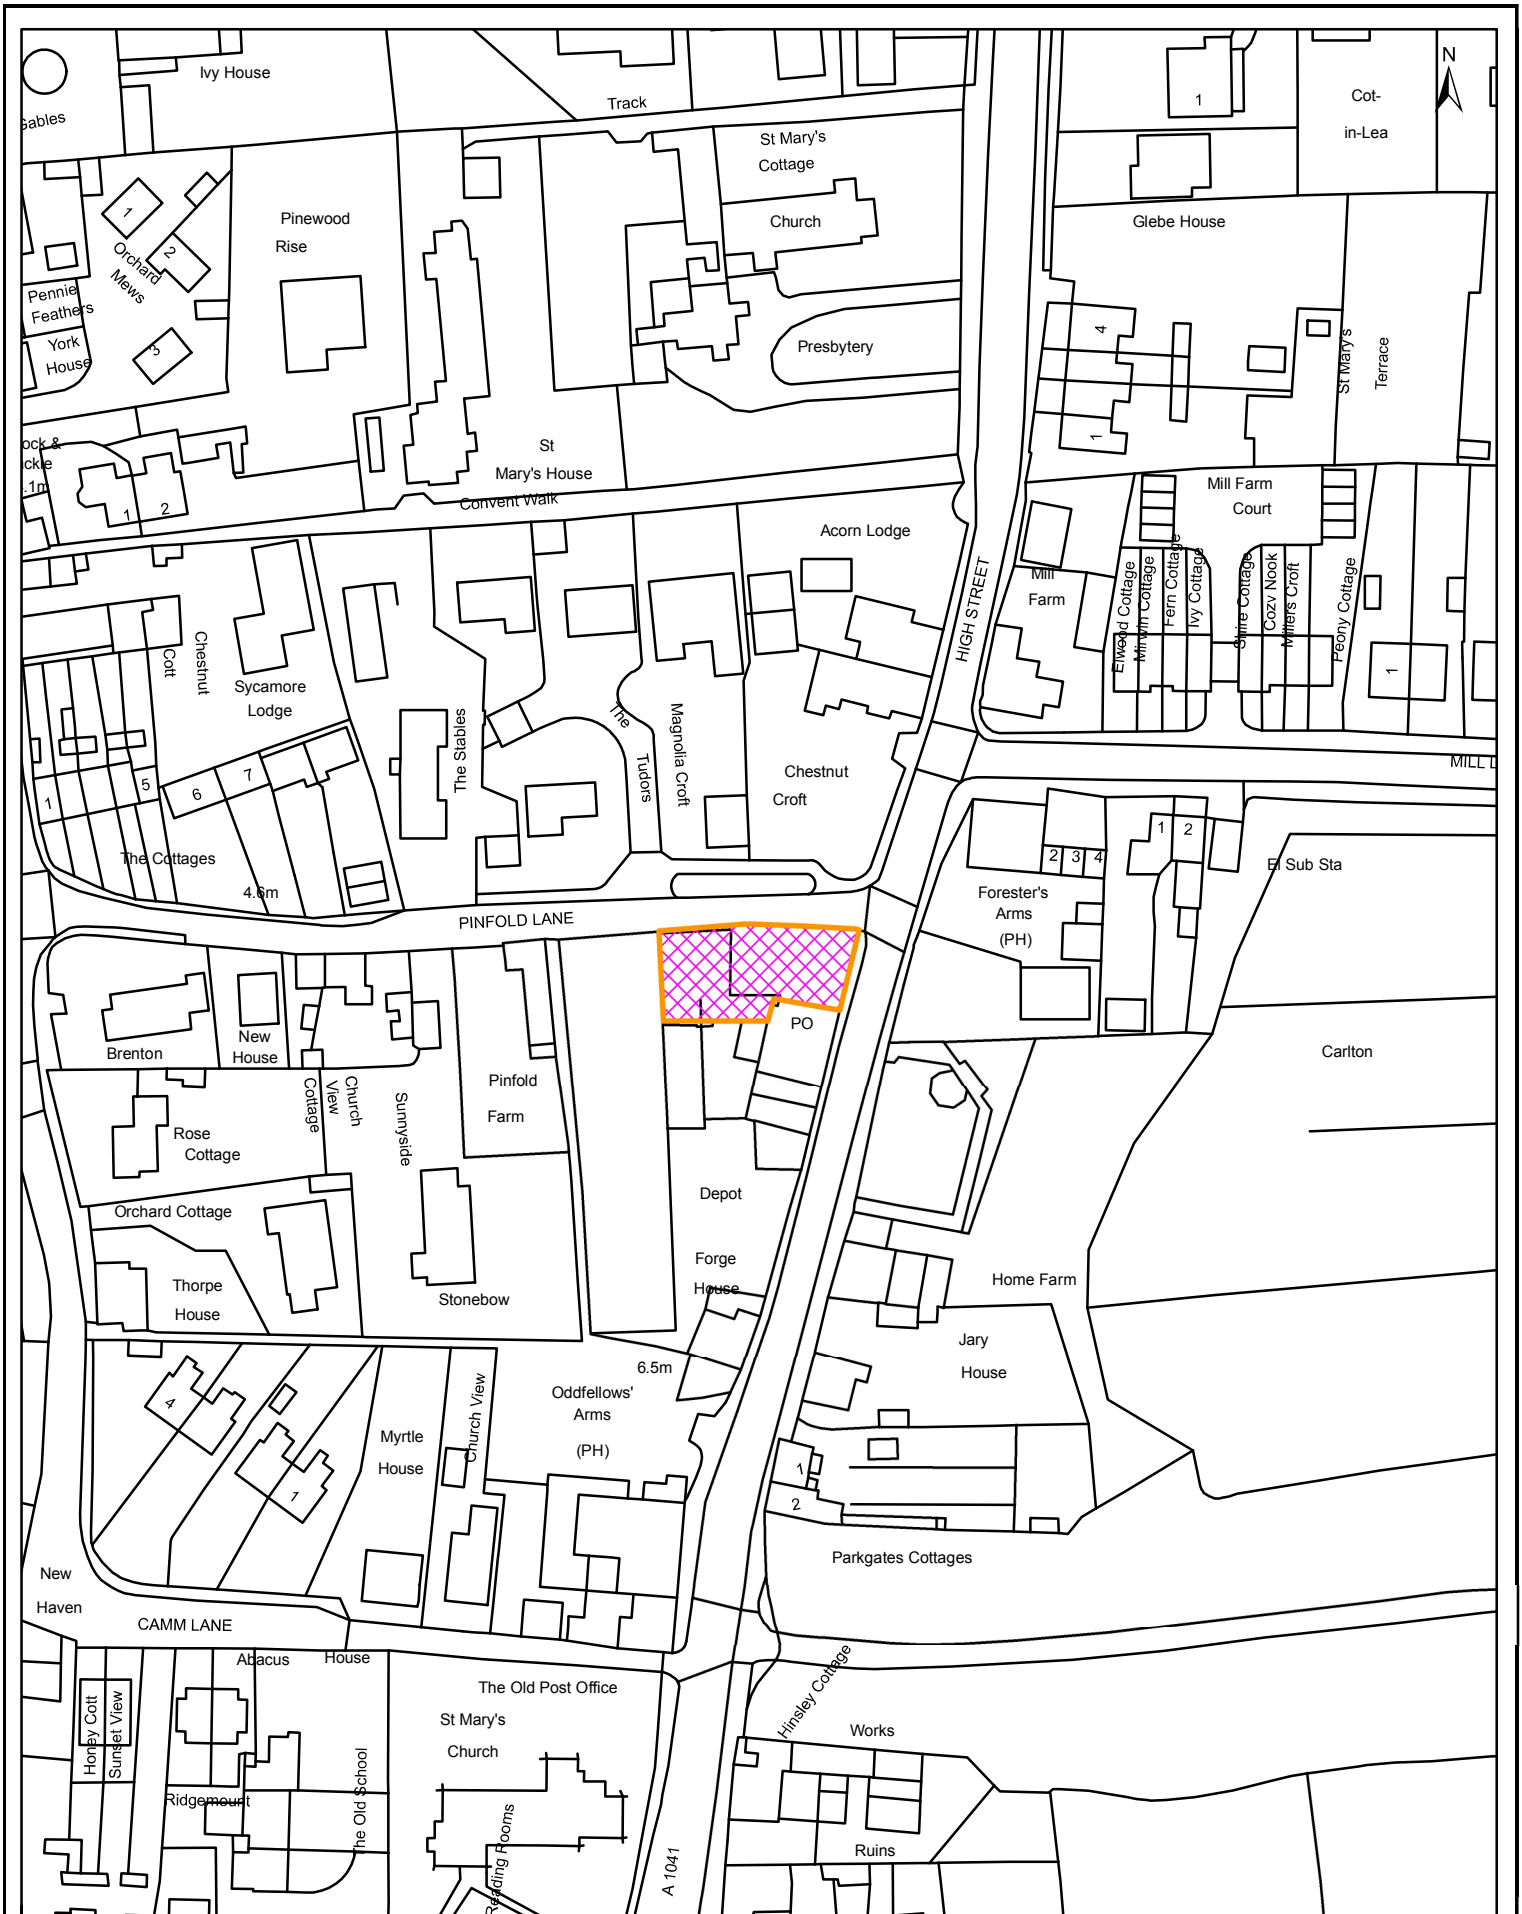 Ivy House
Track
1
Cot-
in-Lea
N
St Mary's
Cottage
1
2
Orchard
Mews
Pinewood
Rise
Church
Glebe House
Pennie
Feathers
York
House
3
Presbytery
4
St Mary's
Terrace
1
St
Mary's House
Convent Walk
1
2
Mill Farm
Court
Acorn Lodge
HIGH STREET
Mill
Farm
Elwood Cottage
Mirwin Cottage
Fern Cottage
Ivy Cottage
Shire Cottage
Cozy Nook
Millers Croft
Peony Cottage
1
Chestnut
Cott
Sycamore
Lodge
The Stables
The
Tudors
Magnolia Croft
Chestnut
Croft
MILL L
1
5
6
7
The Cottages
4.6m
2
3
4
1
2
El Sub Sta
Forester's
Arms
(PH)
PINFOLD LANE
PO
Brenton
New
House
Church
View
Cottage
Sunnyside
Pinfold
Farm
Carlton
Rose
Cottage
Orchard Cottage
Depot
Thorpe
House
Stonebow
Forge
House
Home Farm
Jary
House
6.5m
4
1
Myrtle
House
Church View
Oddfellows'
Arms
(PH)
1
2
Parkgates Cottages
New
Haven
CAMM LANE
Abacus House
The Old Post Office
Hinsley Cottage
Honey Cott
Sunset View
St Mary's
Church
Works
Ridgemount
The Old School
Reading Rooms
A 1041
Ruins